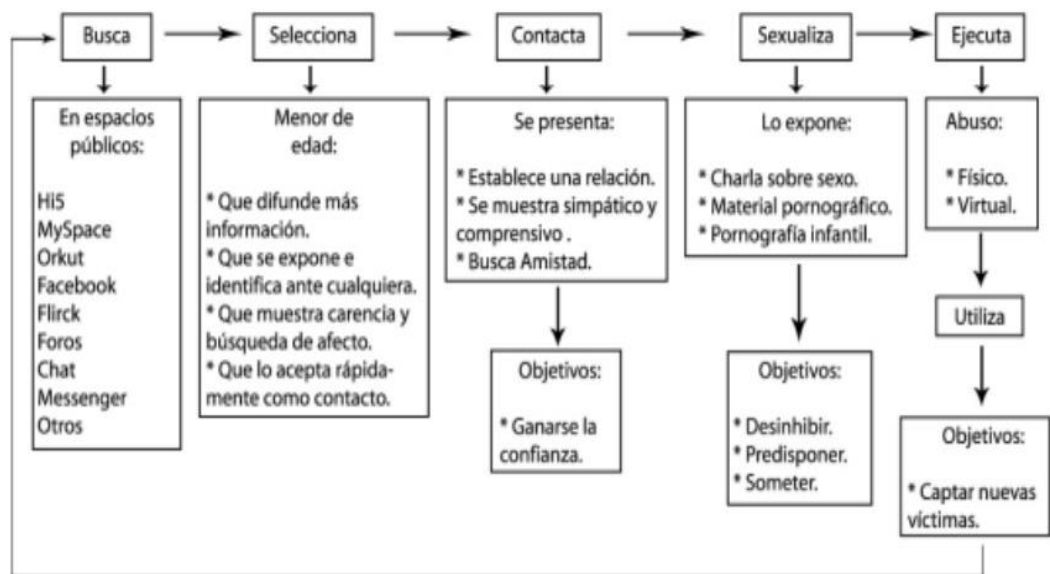 Busca
Selecciona
Contacta
Sexualiza
Ejecuta
En espacios
públicos:
Hi5
MySpace
Orkut
Facebook
Flirck
Foros
Chat
Messenger
Otros
Menor de
edad:
* Que difunde más
información.
* Que se expone e
identifica ante cualquiera.
* Que muestra carencia y
búsqueda de afecto.
* Que lo acepta rápida-
mente como contacto.
Se presenta:
* Establece una relación.
* Se muestra simpático y
comprensivo .
* Busca Amistad.
Objetivos:
* Ganarse la
confianza.
Lo expone:
* Charla sobre sexo.
* Material pornográfico.
* Pornografía infantil.
Objetivos:
* Desinhibir.
* Predisponer.
* Someter.
Abuso:
* Físico.
* Virtual.
Utiliza
Objetivos:
* Captar nuevas
víctimas.